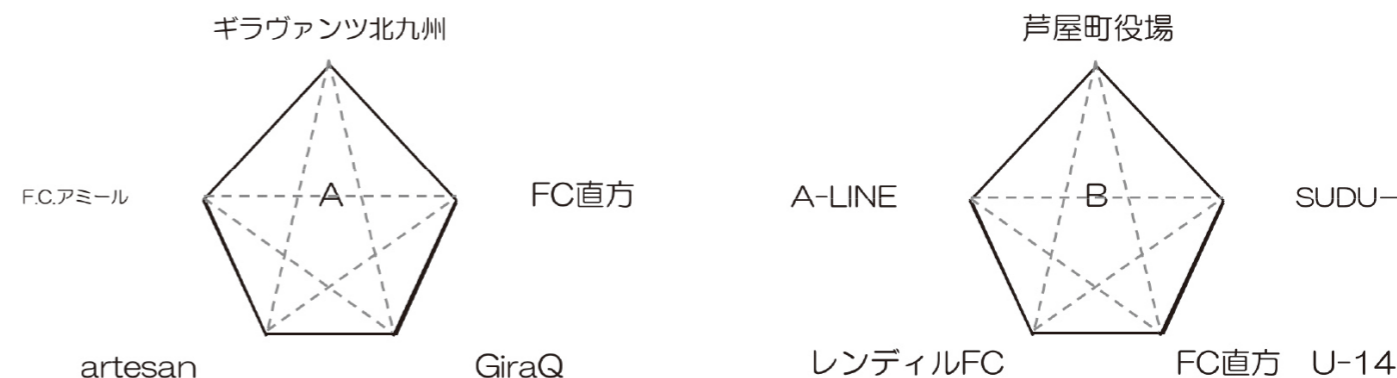 ギラヴァンツ北九州
芦屋町役場
F.C.アミール
A
FC直方
A-LINE
B
SUDU-
artesan
GiraQ
レンディルFC
FC直方 U-14